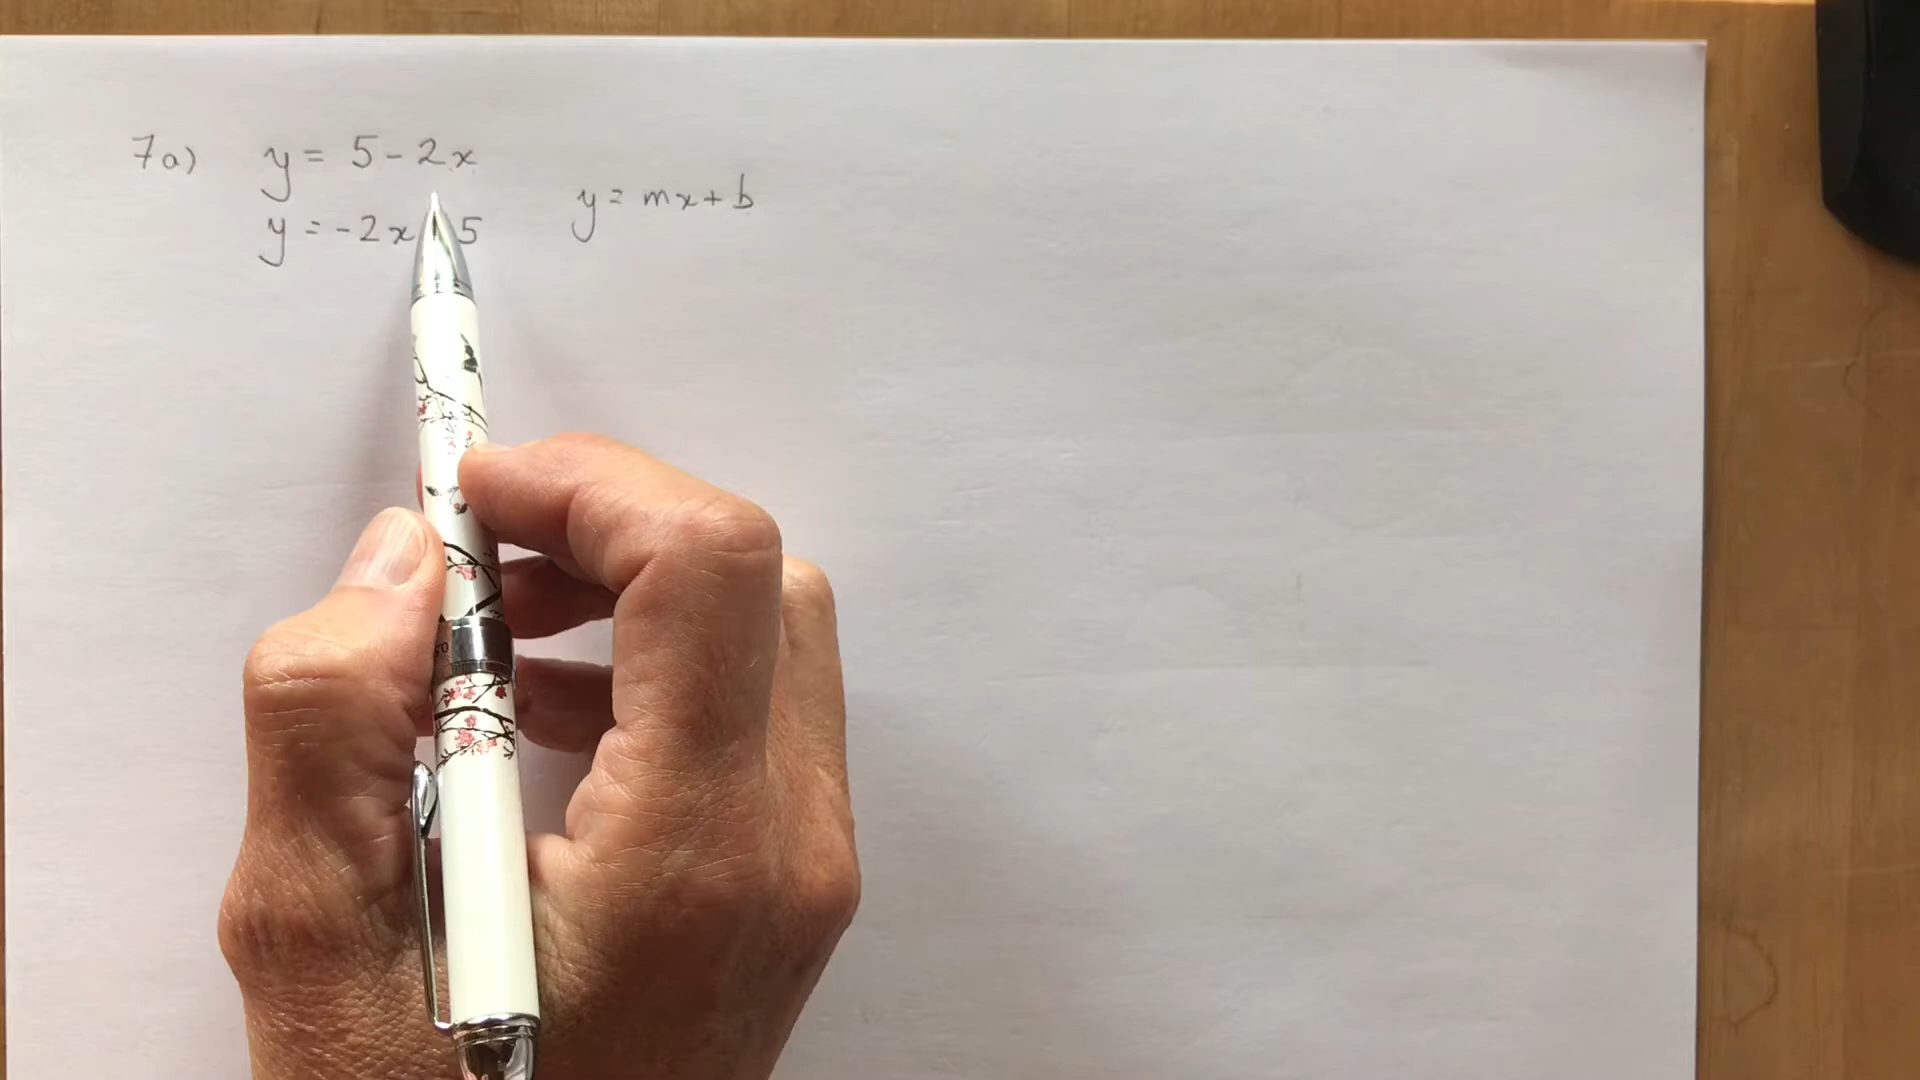 7a) y = 5 - 2x
y = mx + b
y = -2x 5